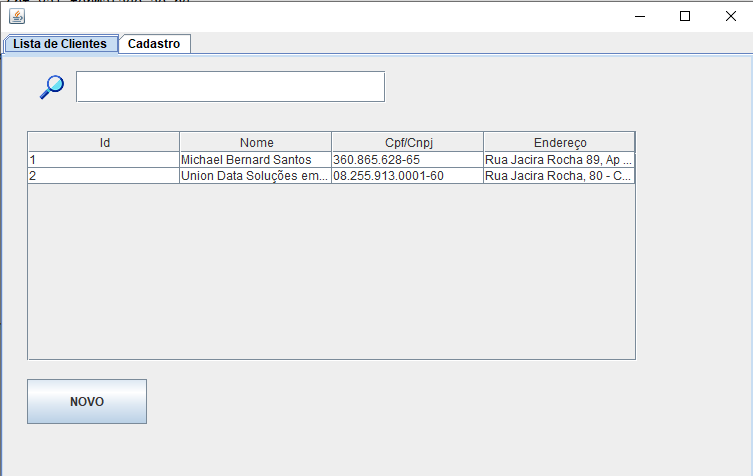 Lista de Clientes Cadastro
Id Nome Cpf/Cnpj Endereço
1 Michael Bernard Santos 360.865.628-65 Rua Jacira Rocha 89, Ap ...
2 Union Data Soluções em... 08.255.913.0001-60 Rua Jacira Rocha, 80 - C...
NOVO